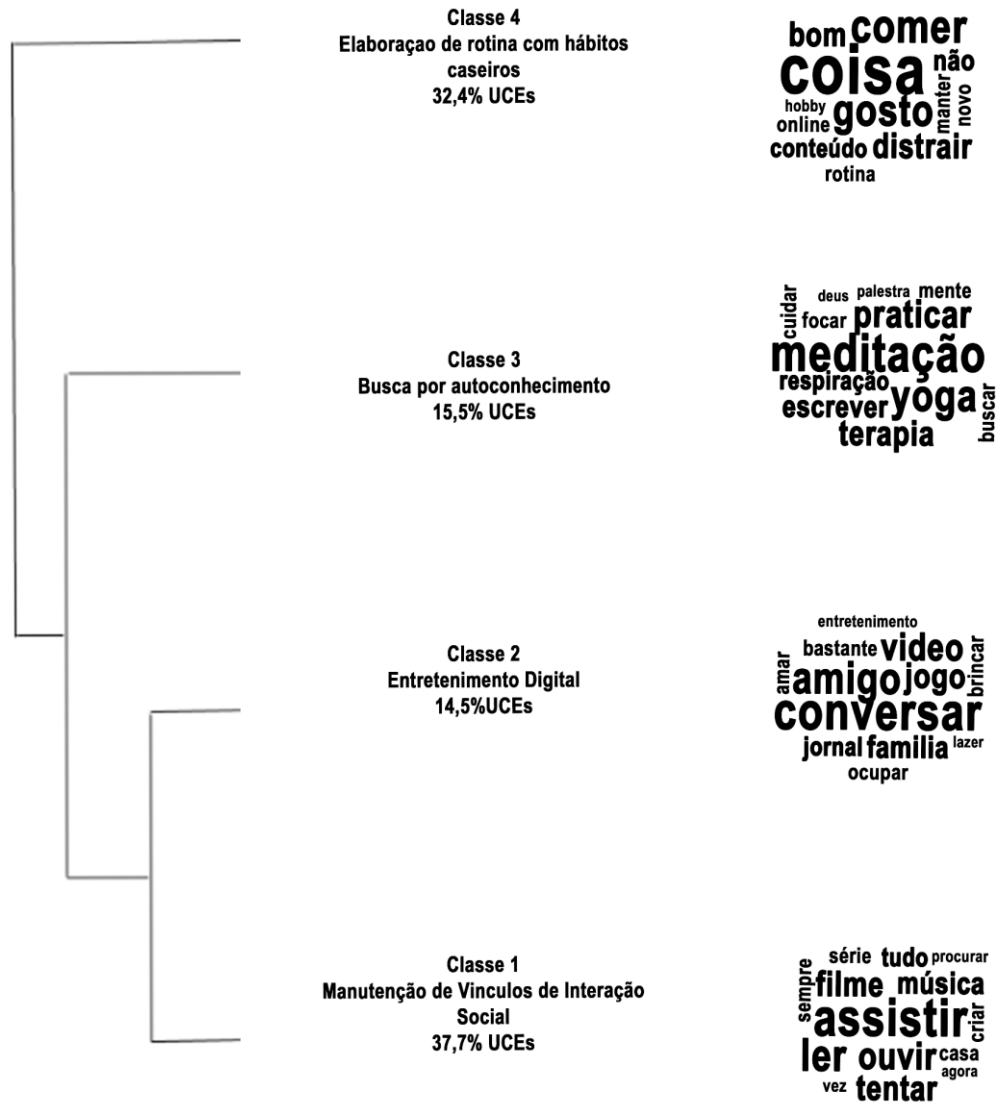 Classe 4
Elaboraçao de rotina com hábitos
caseiros
32,4% UCEs
bom comer
coisa não
hobby
online gosto manter novo
conteúdo distrair
rotina
Classe 3
Busca por autoconhecimento
15,5% UCEs
cuidar deus palestra mente
focar praticar
meditação
respiração
escrever yoga buscar
terapia
Classe 2
Entretenimento Digital
14,5%UCEs
entretenimento
bastante video
amar amigo jogo brincar
conversar
jornal familia lazer
ocupar
Classe 1
Manutenção de Vinculos de Interação
Social
37,7% UCEs
série tudo procurar
sempre filme música
assistir criar
ler ouvir casa
agora
vez tentar